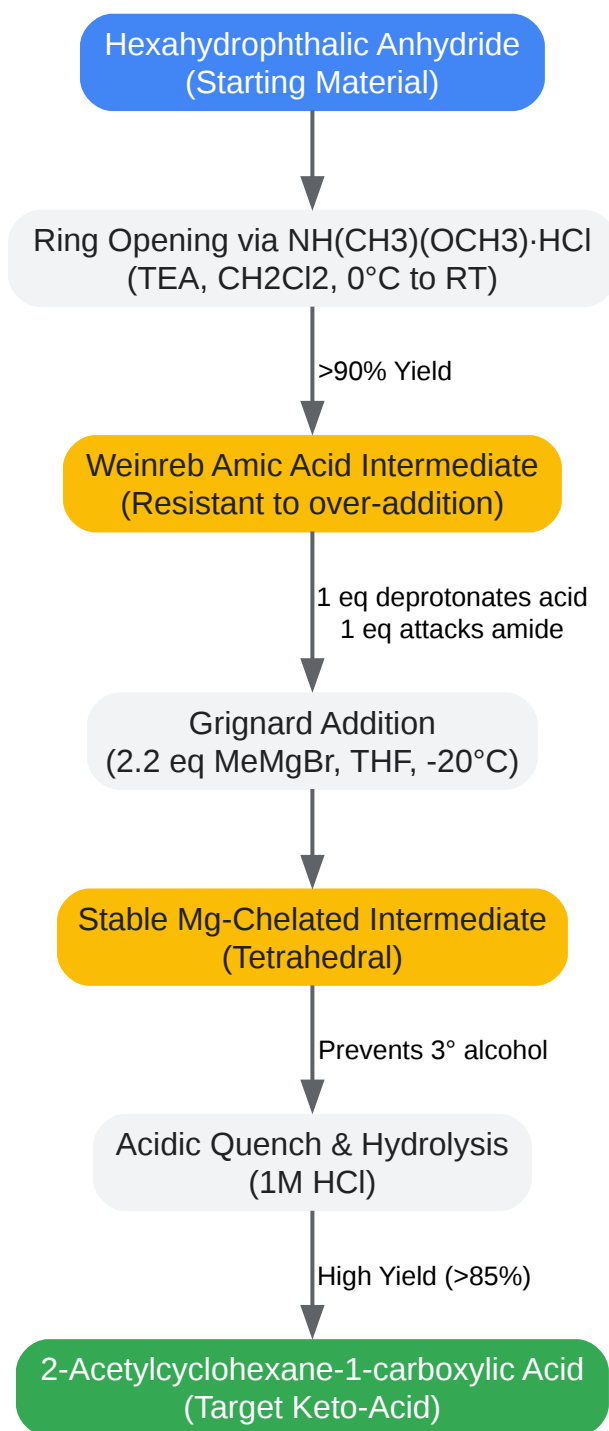 Hexahydrophthalic Anhydride
(Starting Material)
Ring Opening via NH(CH3)(OCH3)·HCl
(TEA, CH2Cl2, 0°C to RT)
>90% Yield
Weinreb Amic Acid Intermediate
(Resistant to over-addition)
1 eq deprotonates acid
1 eq attacks amide
Grignard Addition
(2.2 eq MeMgBr, THF, -20°C)
Stable Mg-Chelated Intermediate
(Tetrahedral)
Prevents 3° alcohol
Acidic Quench & Hydrolysis
(1M HCl)
High Yield (>85%)
2-Acetylcyclohexane-1-carboxylic Acid
(Target Keto-Acid)